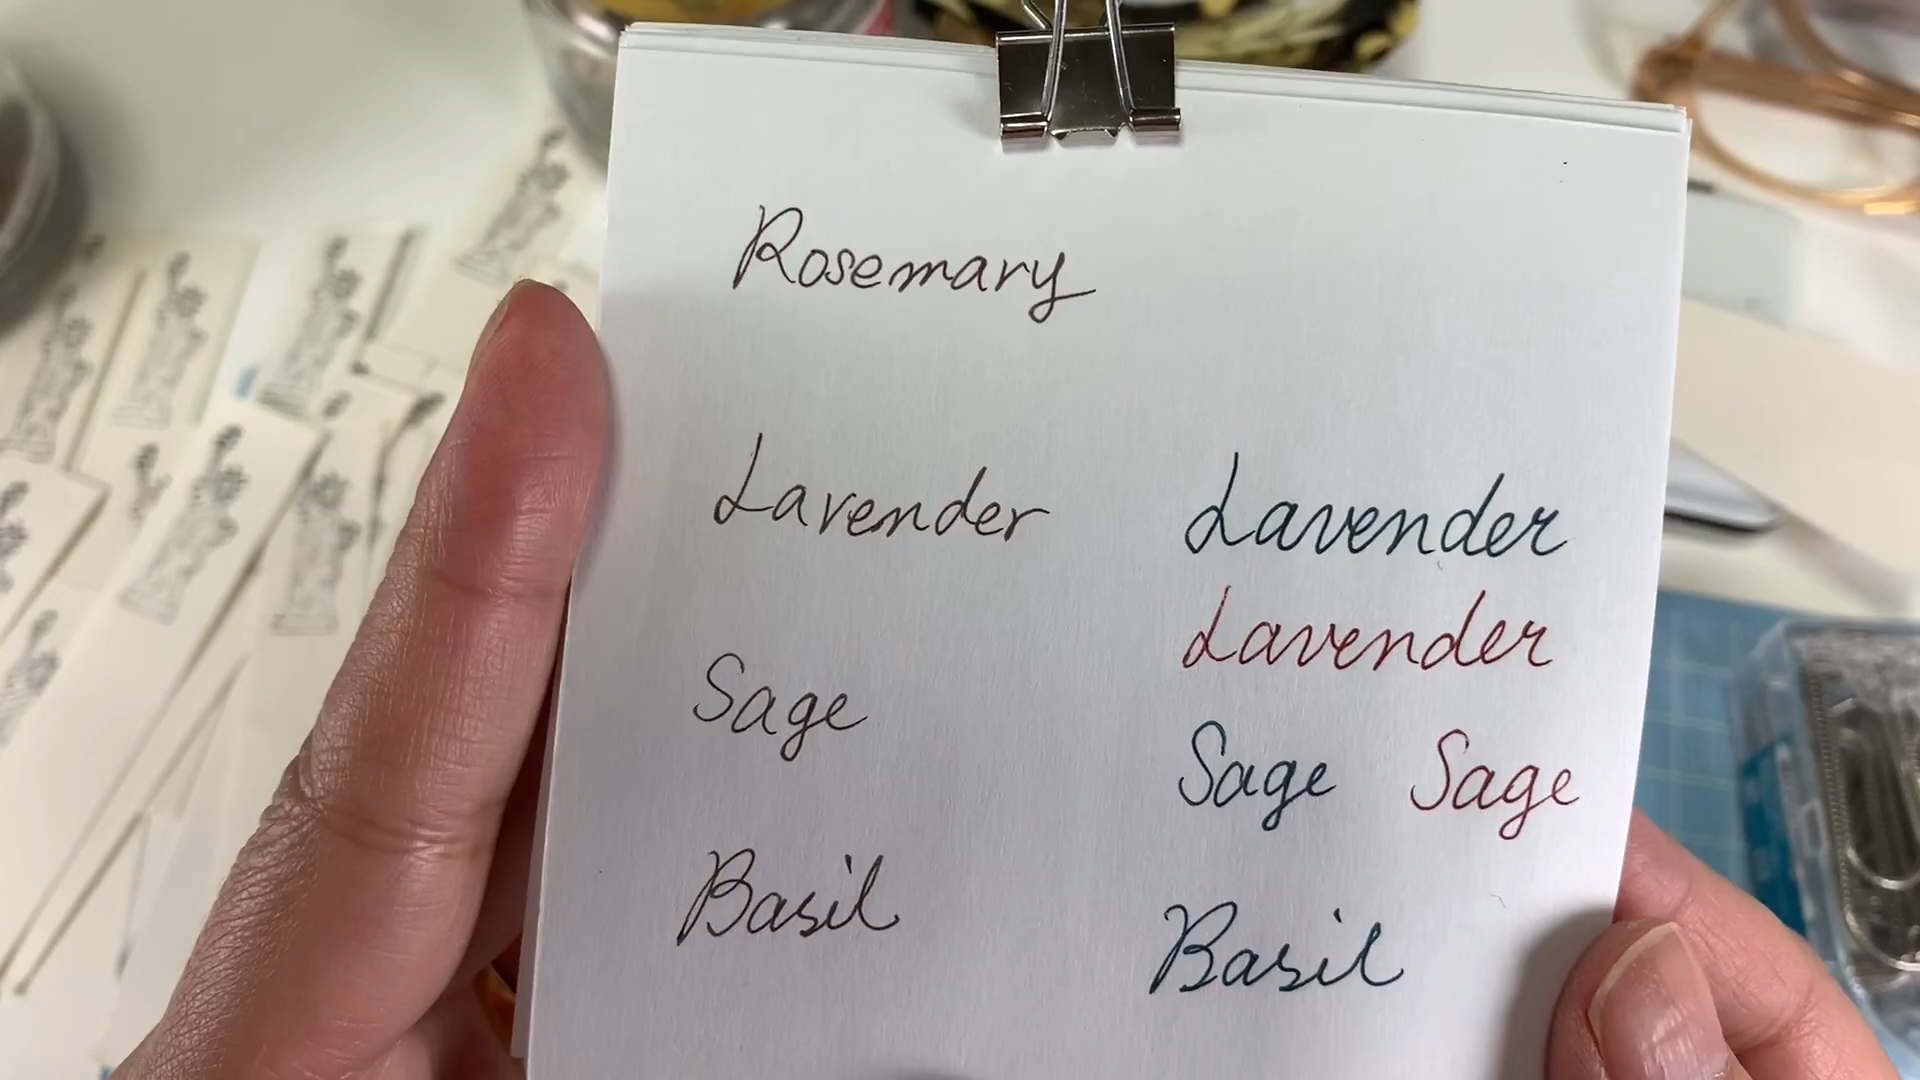 Rosemary
Lavender
Lavender
Lavender
Sage
Sage Sage
Basil
Basil